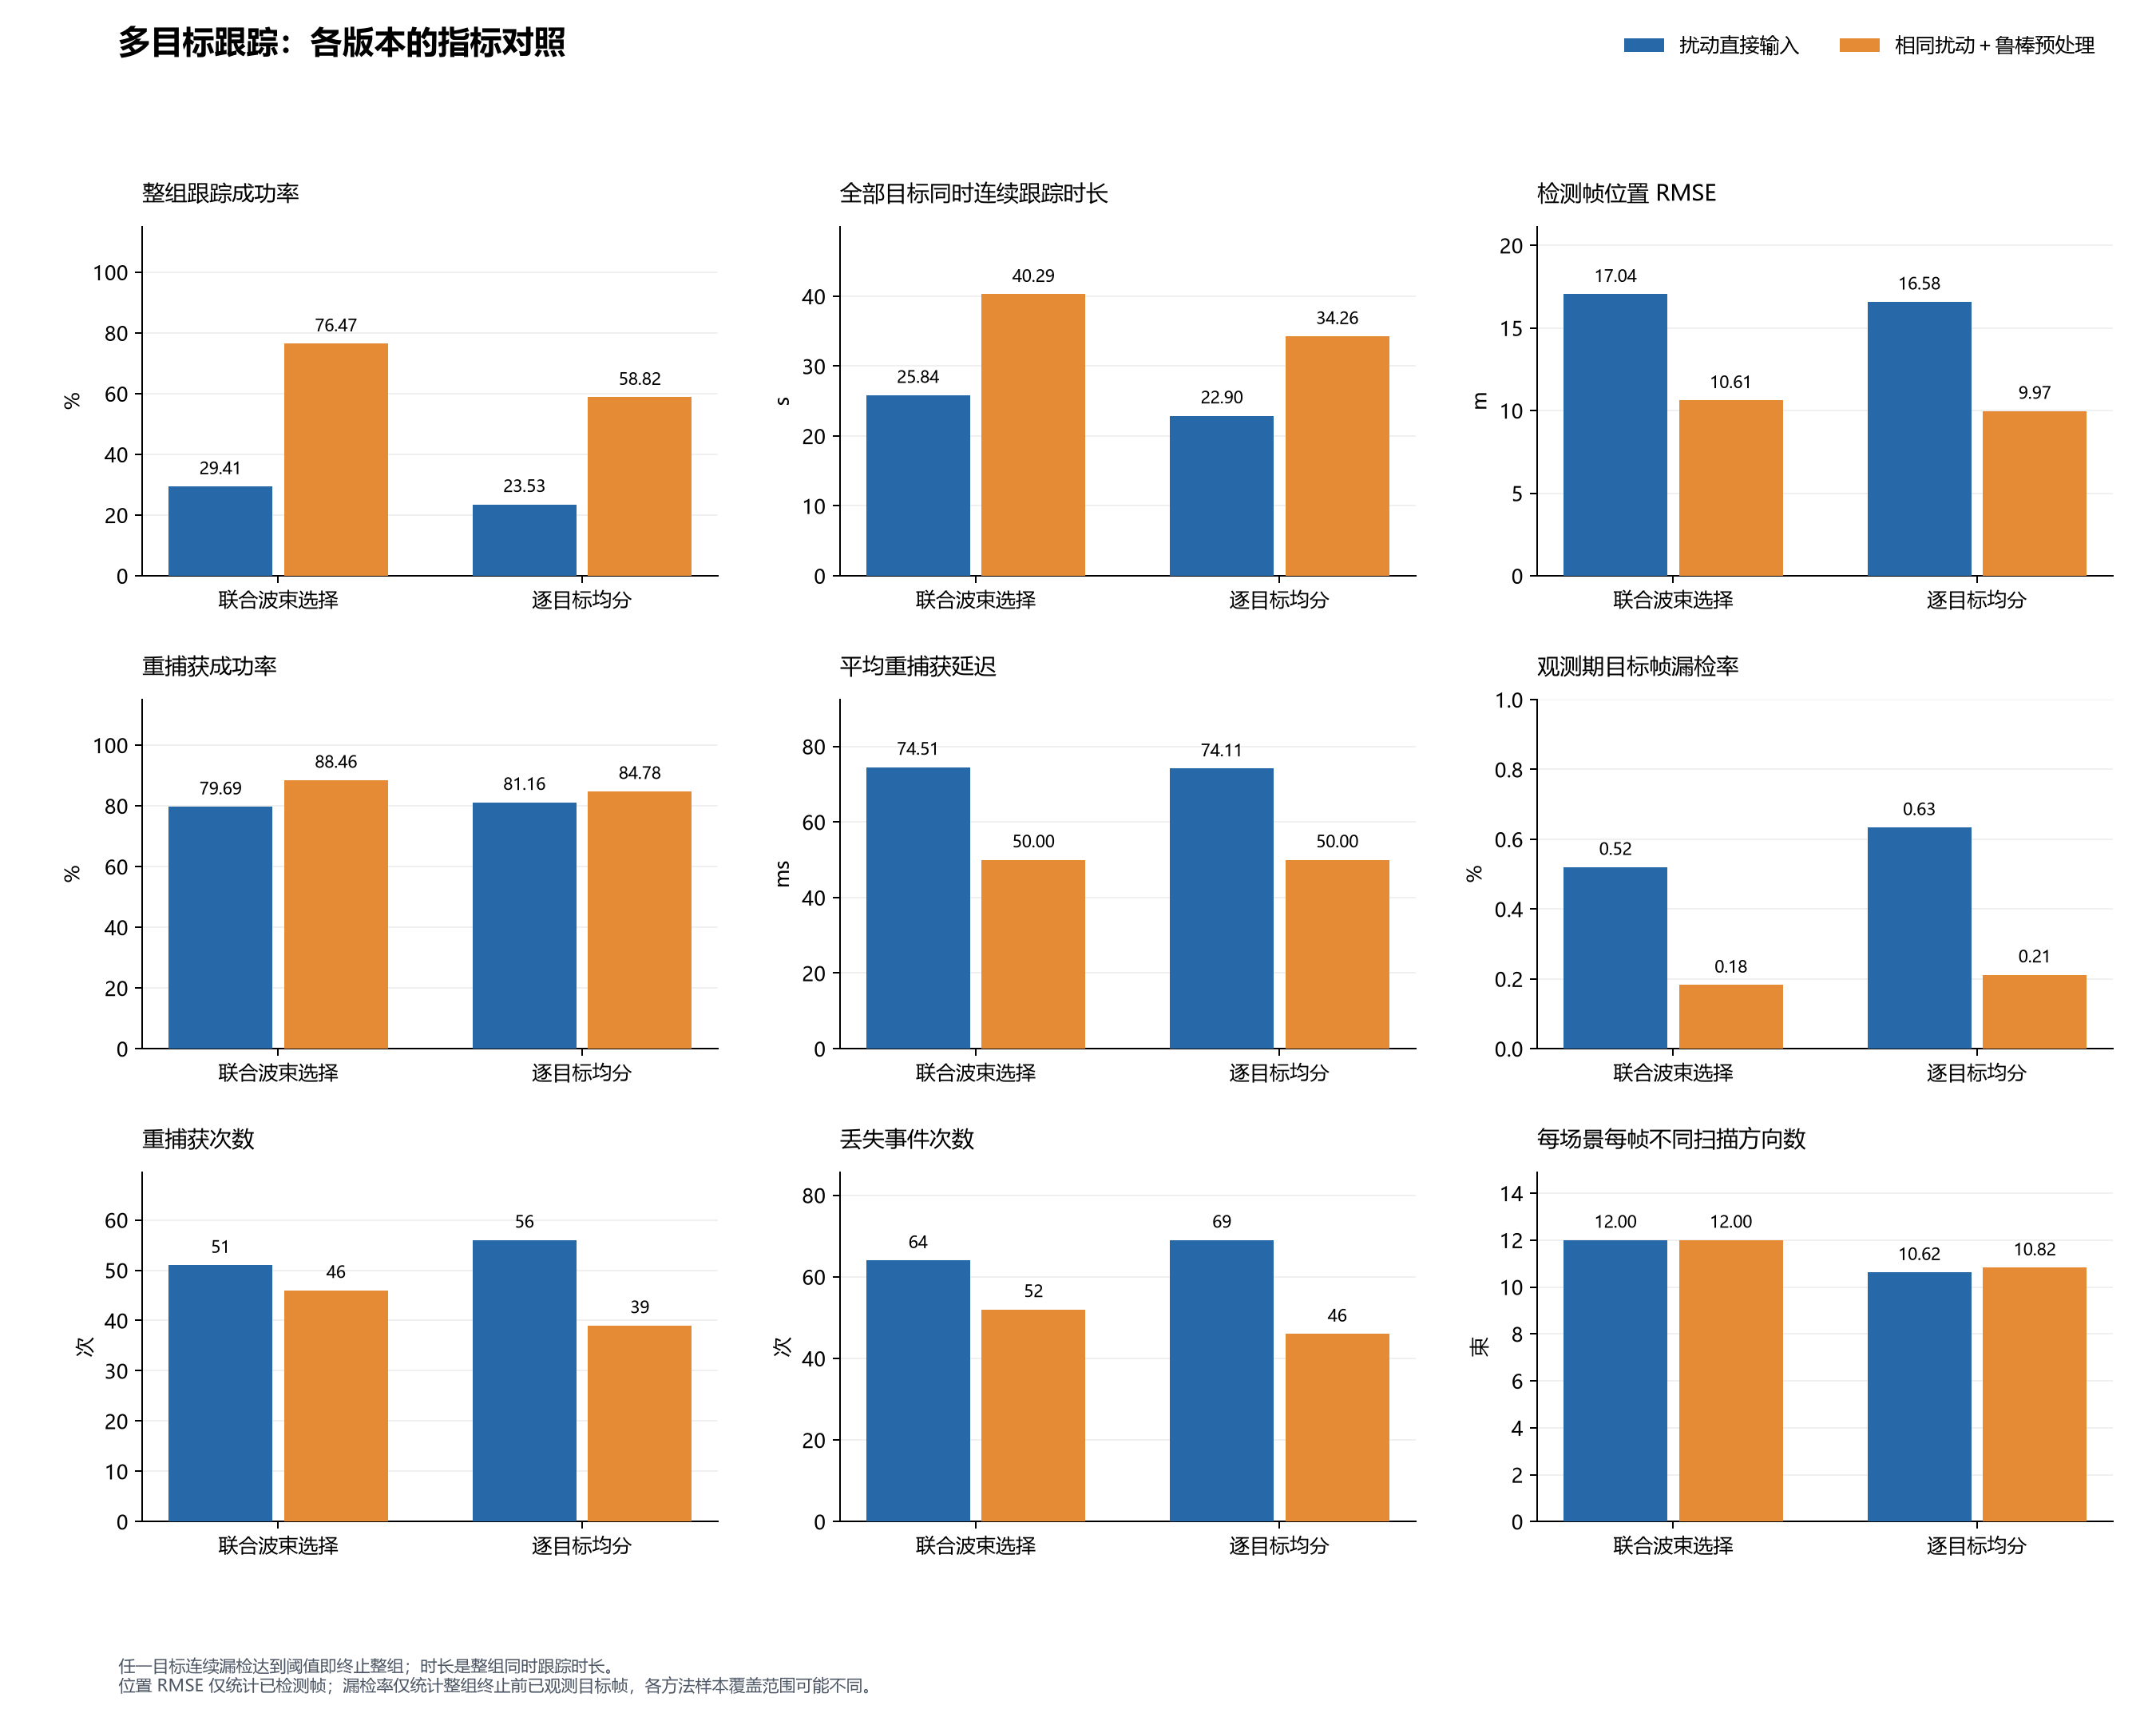 多目标跟踪：各版本的指标对照
扰动直接输入
相同扰动 + 鲁棒预处理
整组跟踪成功率
100
80
60
40
20
0
%
29.41
76.47
23.53
58.82
联合波束选择
逐目标均分
全部目标同时连续跟踪时长
40
30
20
10
0
s
25.84
40.29
22.90
34.26
联合波束选择
逐目标均分
检测帧位置 RMSE
20
15
10
5
0
m
17.04
10.61
16.58
9.97
联合波束选择
逐目标均分
重捕获成功率
100
80
60
40
20
0
%
79.69
88.46
81.16
84.78
联合波束选择
逐目标均分
平均重捕获延迟
80
60
40
20
0
ms
74.51
50.00
74.11
50.00
联合波束选择
逐目标均分
观测期目标帧漏检率
1.0
0.8
0.6
0.4
0.2
0.0
%
0.52
0.18
0.63
0.21
联合波束选择
逐目标均分
重捕获次数
60
50
40
30
20
10
0
次
51
46
56
39
联合波束选择
逐目标均分
丢失事件次数
80
60
40
20
0
次
64
52
69
46
联合波束选择
逐目标均分
每场景每帧不同扫描方向数
14
12
10
8
6
4
2
0
束
12.00
12.00
10.62
10.82
联合波束选择
逐目标均分
任一目标连续漏检达到阈值即终止整组；时长是整组同时跟踪时长。
位置 RMSE 仅统计已检测帧；漏检率仅统计整组终止前已观测目标帧，各方法样本覆盖范围可能不同。